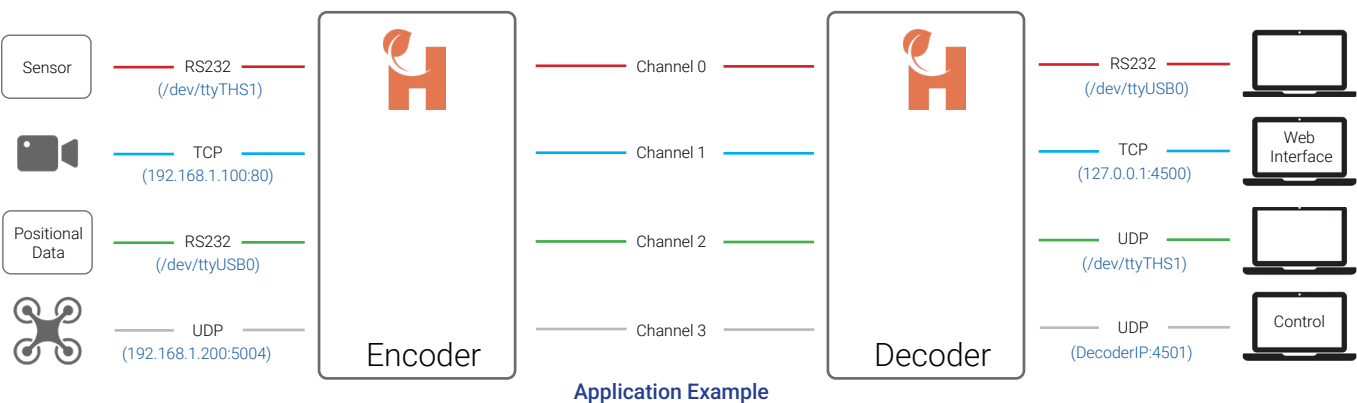 Sensor
RS232
(/dev/ttyTHS1)
Channel 0
RS232
(/dev/ttyUSB0)
TCP
(192.168.1.100:80)
Channel 1
TCP
(127.0.0.1:4500)
Web
Interface
Positional
Data
RS232
(/dev/ttyUSB0)
Channel 2
UDP
(/dev/ttyTHS1)
UDP
(192.168.1.200:5004)
Encoder
Channel 3
Decoder
UDP
(DecoderIP:4501)
Control
Application Example